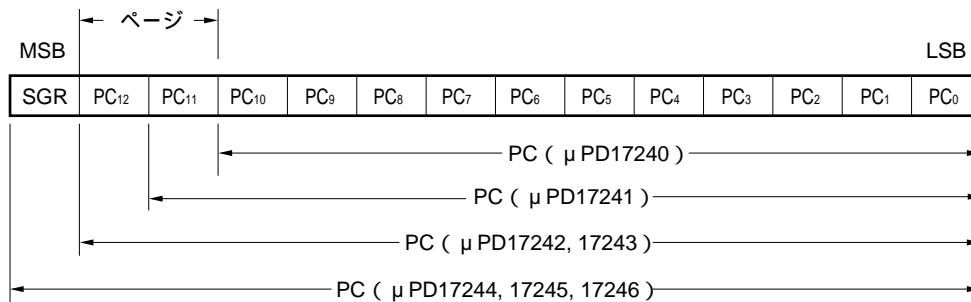 ページ
MSB LSB
SGR PC12 PC11 PC10 PC9 PC8 PC7 PC6 PC5 PC4 PC3 PC2 PC1 PC0
PC ( μPD17240 )
PC ( μPD17241 )
PC ( μPD17242, 17243 )
PC ( μPD17244, 17245, 17246 )